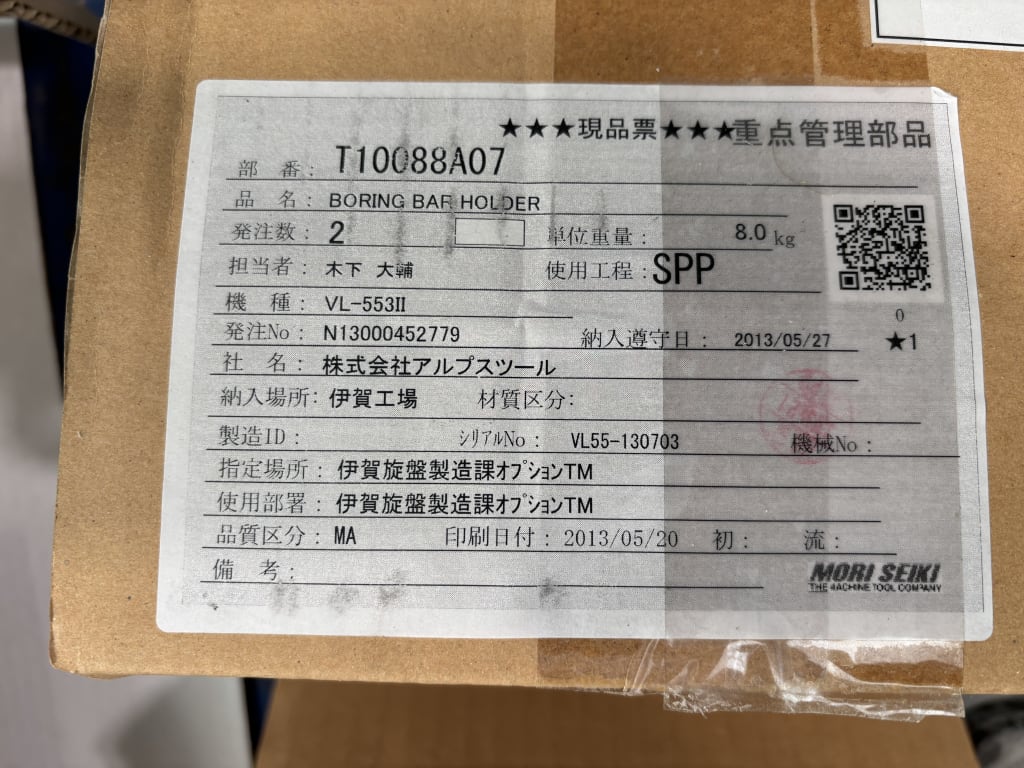 ★★★現品票★★★重点管理部品
部 番: T10088A07
品 名: BORING BAR HOLDER
発注数: 2 単位重量: 8.0 kg
担当者: 木下 大輔 使用工程: SPP
機 種: VL-553II
0
発注No: N13000452779 納入遵守日: 2013/05/27 ★1
社 名: 株式会社アルプスツール
納入場所: 伊賀工場 材質区分:
製造ID: ｼﾘｱﾙNo: VL55-130703 機械No:
指定場所: 伊賀旋盤製造課ｵﾌﾟｼｮﾝTM
使用部署: 伊賀旋盤製造課ｵﾌﾟｼｮﾝTM
品質区分: MA 印刷日付: 2013/05/20 初: 流:
備 考:
MORI SEIKI
THE MACHINE TOOL COMPANY